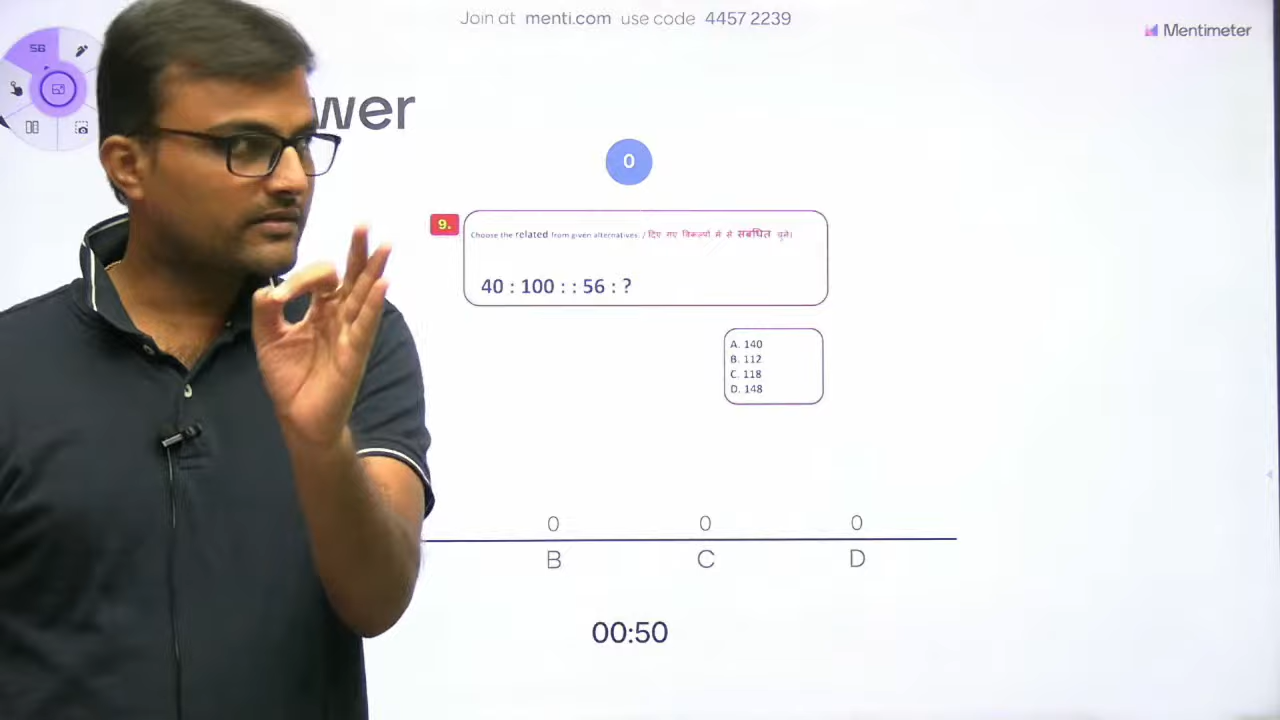 Join at menti.com use code 4457 2239
Mentimeter
56
wer
0
9.
Choose the related from given alternatives: / दिए गए विकल्पों में से संबंधित चुनें।
40 : 100 : : 56 : ?
A. 140
B. 112
C. 118
D. 148
0 0 0
B C D
00:50